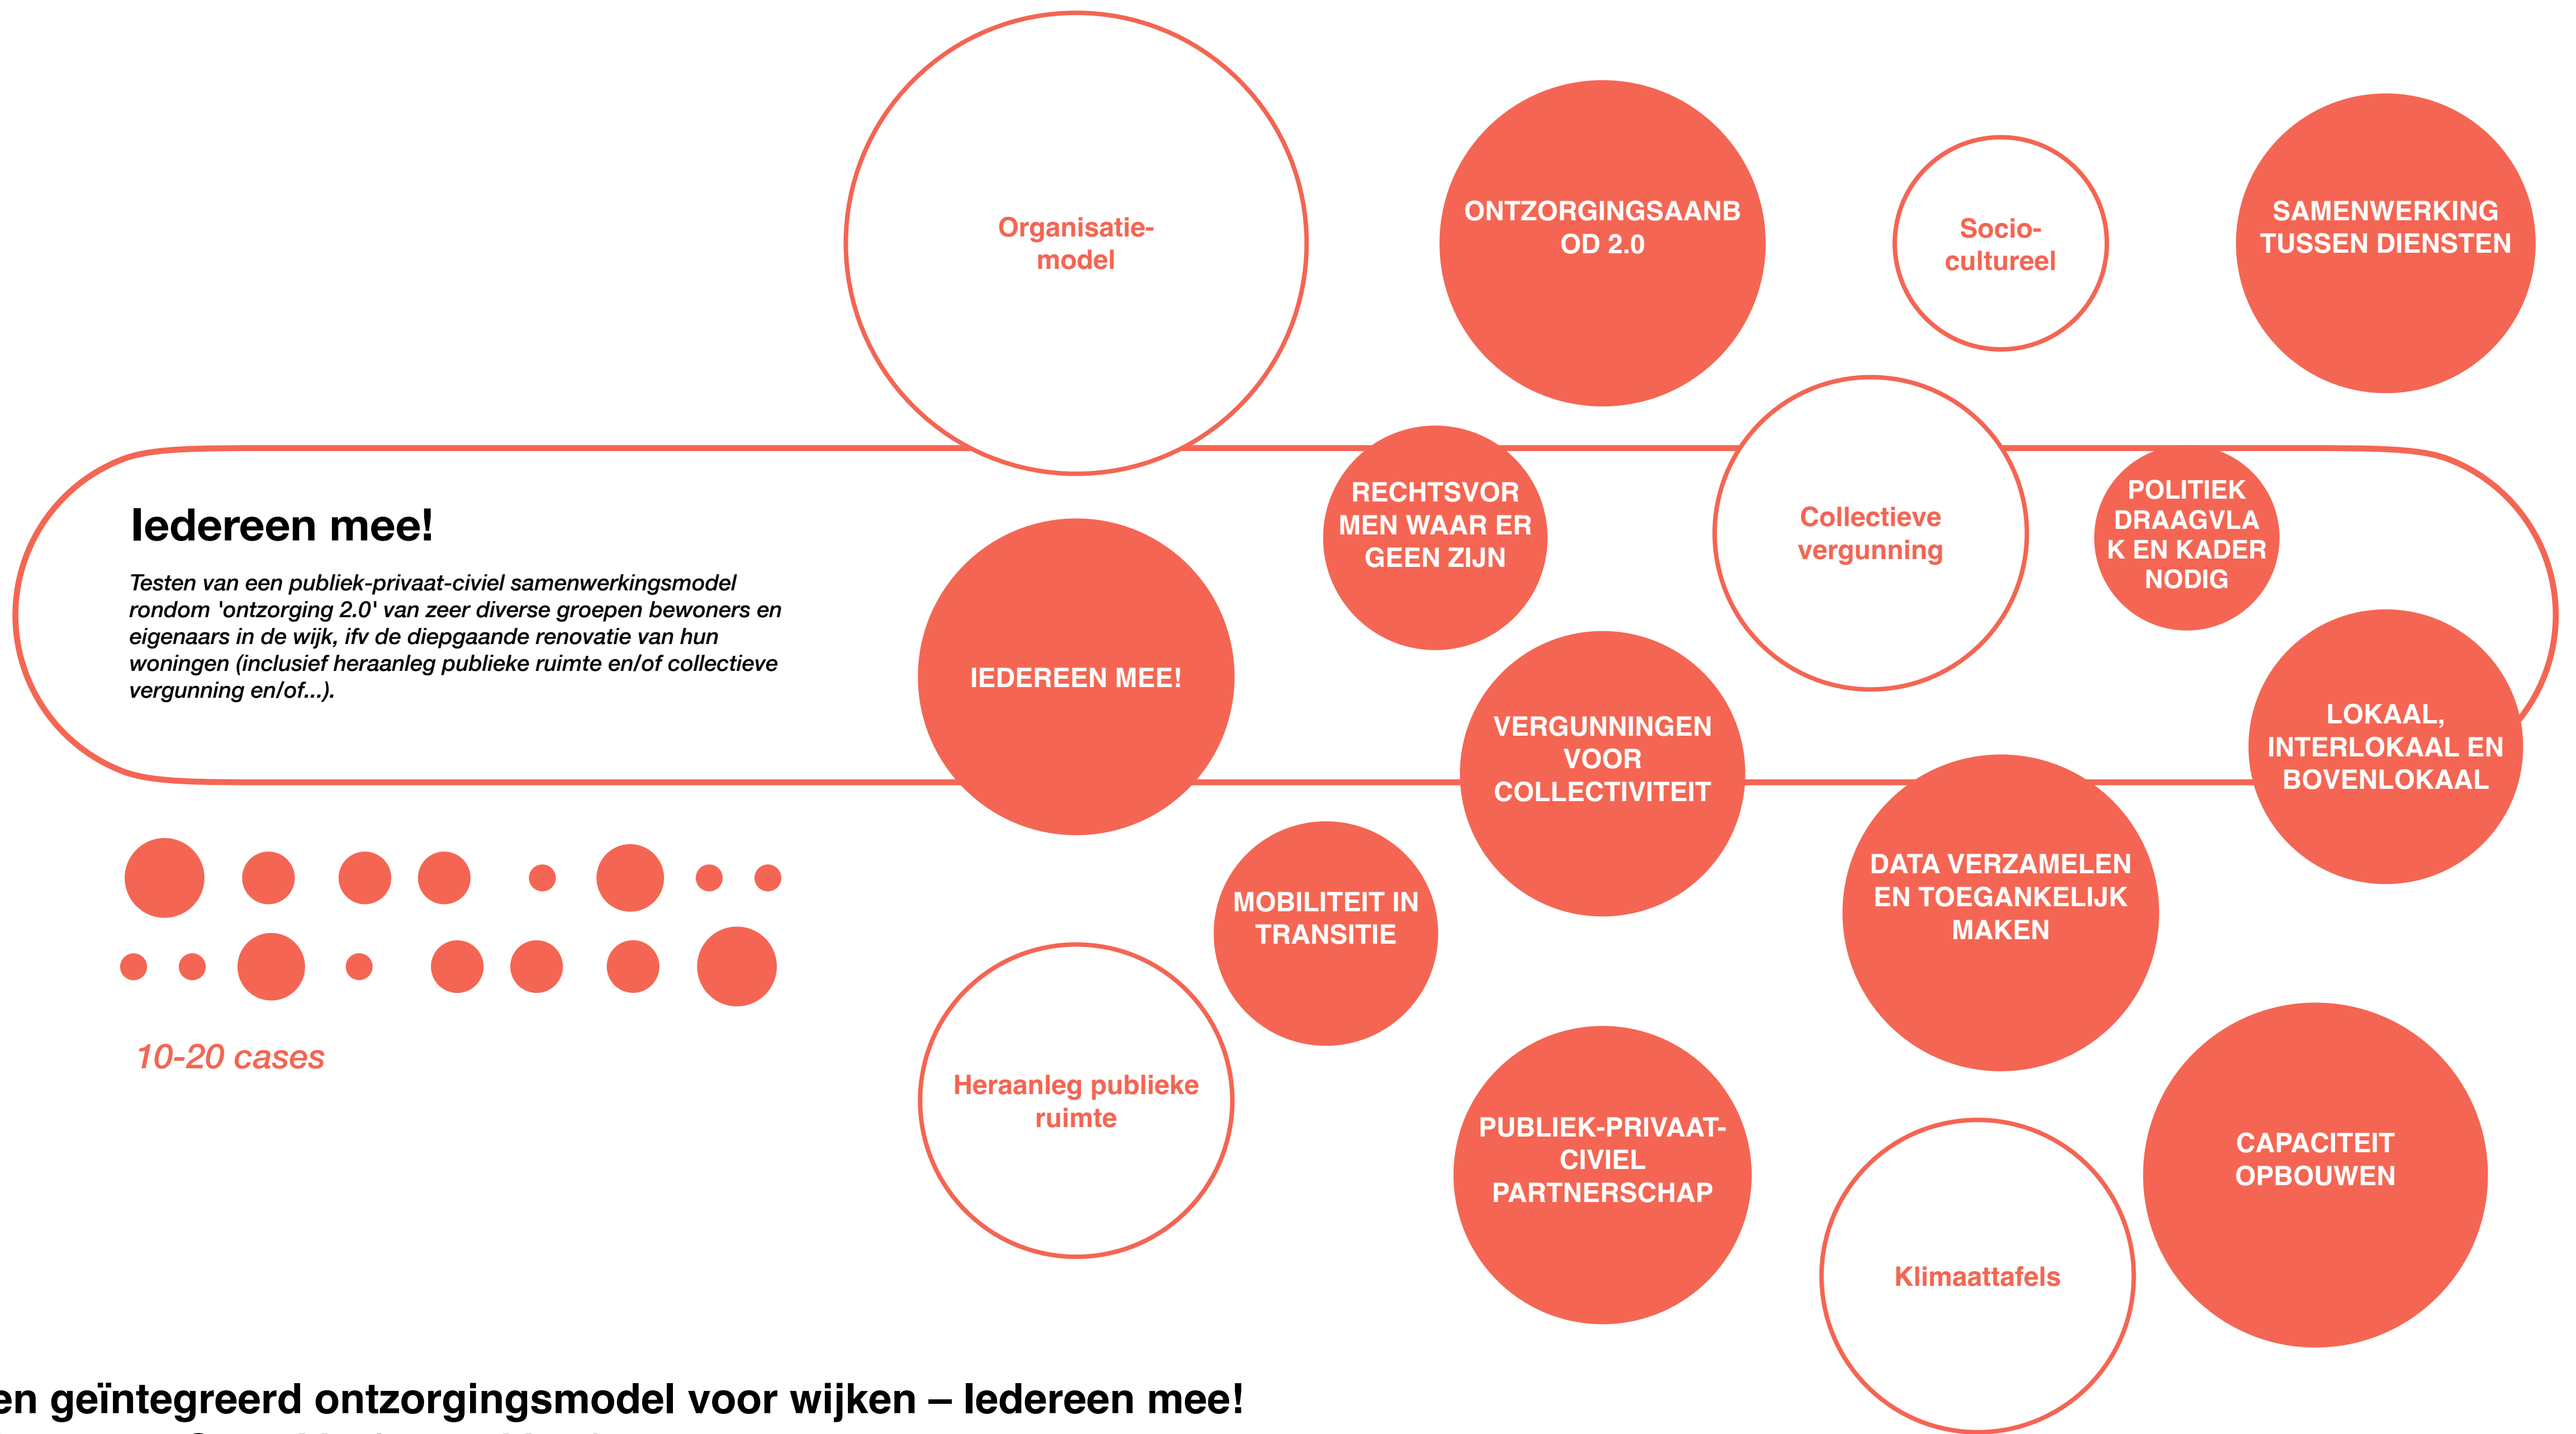 Organisatie-
model
ONTZORGINGSAANB
OD 2.0
Socio-
cultureel
SAMENWERKING
TUSSEN DIENSTEN
Iedereen mee!
Testen van een publiek-privaat-civiel samenwerkingsmodel
rondom 'ontzorging 2.0' van zeer diverse groepen bewoners en
eigenaars in de wijk, ifv de diepgaande renovatie van hun
woningen (inclusief heraanleg publieke ruimte en/of collectieve
vergunning en/of...).
IEDEREEN MEE!
RECHTSVOR
MEN WAAR ER
GEEN ZIJN
Collectieve
vergunning
POLITIEK
DRAAGVLA
K EN KADER
NODIG
VERGUNNINGEN
VOOR
COLLECTIVITEIT
LOKAAL,
INTERLOKAAL EN
BOVENLOKAAL
MOBILITEIT IN
TRANSITIE
DATA VERZAMELEN
EN TOEGANKELIJK
MAKEN
10-20 cases
Heraanleg publieke
ruimte
PUBLIEK-PRIVAAT-
CIVIEL
PARTNERSCHAP
CAPACITEIT
OPBOUWEN
Klimaattafels
en geïntegreerd ontzorgingsmodel voor wijken – Iedereen mee!